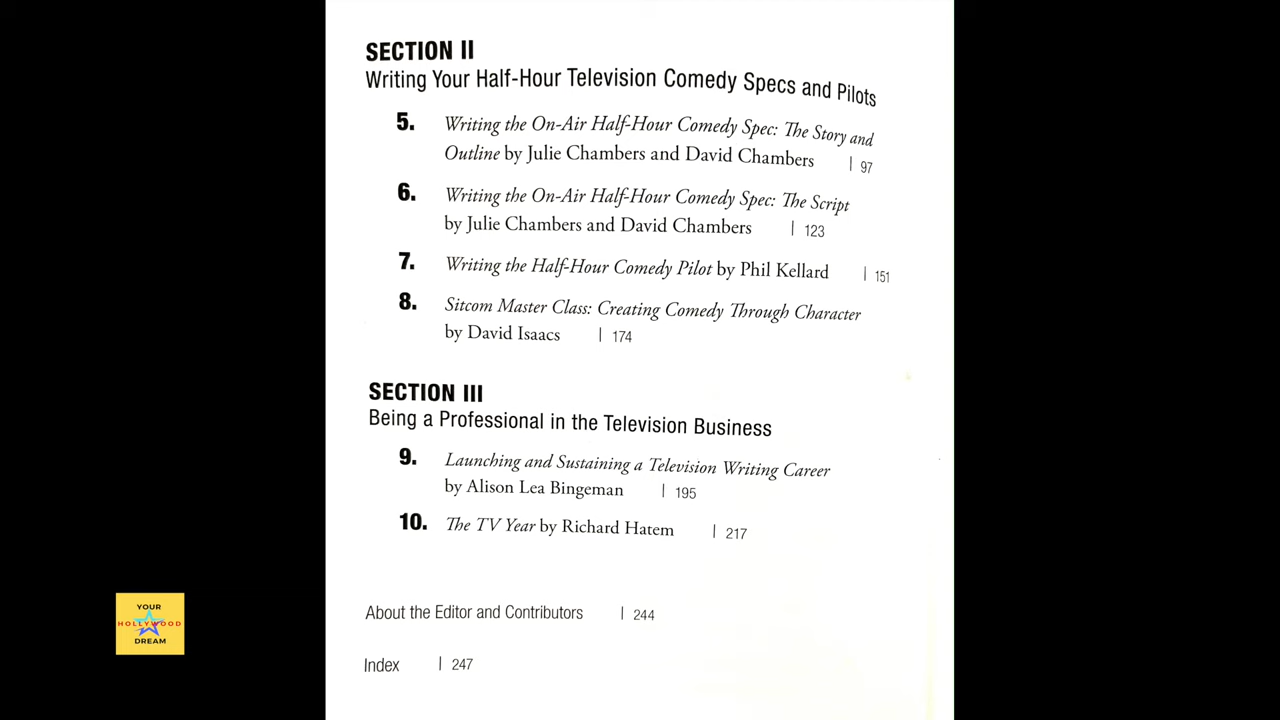 SECTION II
Writing Your Half-Hour Television Comedy Specs and Pilots
5. Writing the On-Air Half-Hour Comedy Spec: The Story and
Outline by Julie Chambers and David Chambers | 97
6. Writing the On-Air Half-Hour Comedy Spec: The Script
by Julie Chambers and David Chambers | 123
7. Writing the Half-Hour Comedy Pilot by Phil Kellard | 151
8. Sitcom Master Class: Creating Comedy Through Character
by David Isaacs | 174
SECTION III
Being a Professional in the Television Business
9. Launching and Sustaining a Television Writing Career
by Alison Lea Bingeman | 195
10. The TV Year by Richard Hatem | 217
About the Editor and Contributors | 244
Index | 247
YOUR
HOLLYWOOD
DREAM